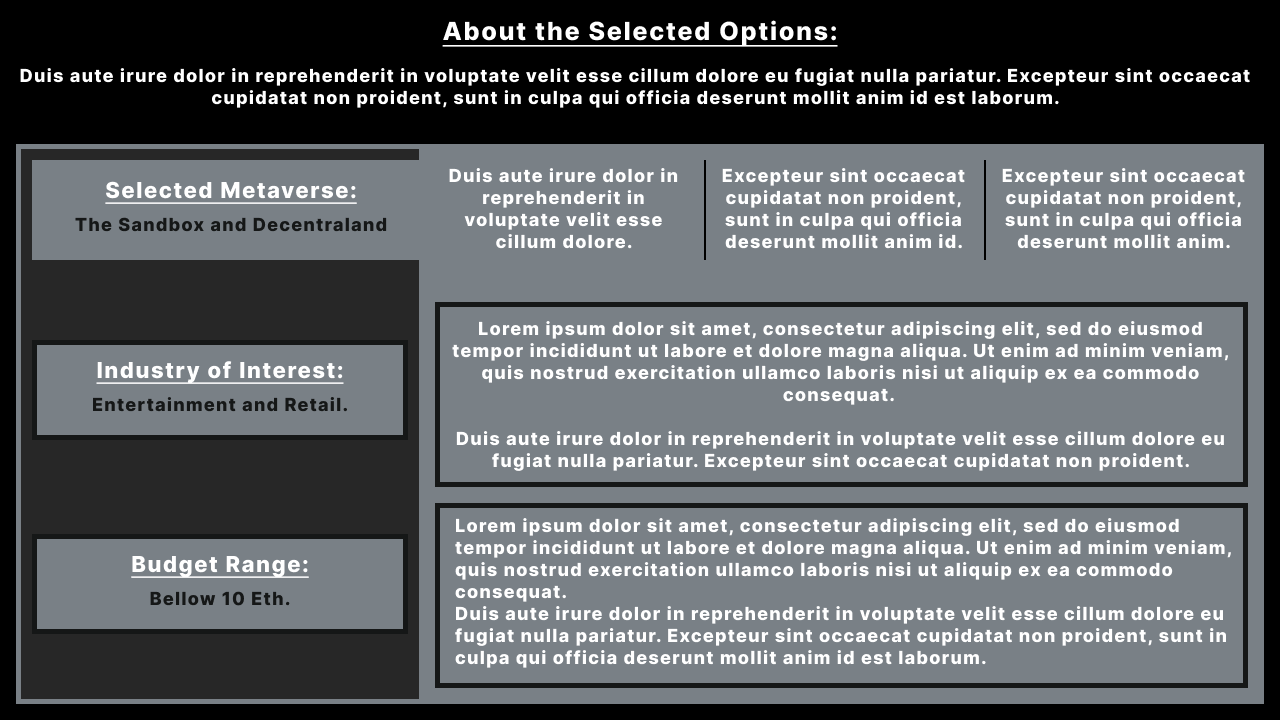 About the Selected Options:
Duis aute irure dolor in reprehenderit in voluptate velit esse cillum dolore eu fugiat nulla pariatur. Excepteur sint occaecat
cupidatat non proident, sunt in culpa qui officia deserunt mollit anim id est laborum.
Selected Metaverse:
The Sandbox and Decentraland
Duis aute irure dolor in
reprehenderit in
voluptate velit esse
cillum dolore.
Excepteur sint occaecat
cupidatat non proident,
sunt in culpa qui officia
deserunt mollit anim id.
Excepteur sint occaecat
cupidatat non proident,
sunt in culpa qui officia
deserunt mollit anim.
Industry of Interest:
Entertainment and Retail.
Lorem ipsum dolor sit amet, consectetur adipiscing elit, sed do eiusmod
tempor incididunt ut labore et dolore magna aliqua. Ut enim ad minim veniam,
quis nostrud exercitation ullamco laboris nisi ut aliquip ex ea commodo
consequat.
Duis aute irure dolor in reprehenderit in voluptate velit esse cillum dolore eu
fugiat nulla pariatur. Excepteur sint occaecat cupidatat non proident.
Budget Range:
Bellow 10 Eth.
Lorem ipsum dolor sit amet, consectetur adipiscing elit, sed do eiusmod
tempor incididunt ut labore et dolore magna aliqua. Ut enim ad minim veniam,
quis nostrud exercitation ullamco laboris nisi ut aliquip ex ea commodo
consequat.
Duis aute irure dolor in reprehenderit in voluptate velit esse cillum dolore eu
fugiat nulla pariatur. Excepteur sint occaecat cupidatat non proident, sunt in
culpa qui officia deserunt mollit anim id est laborum.